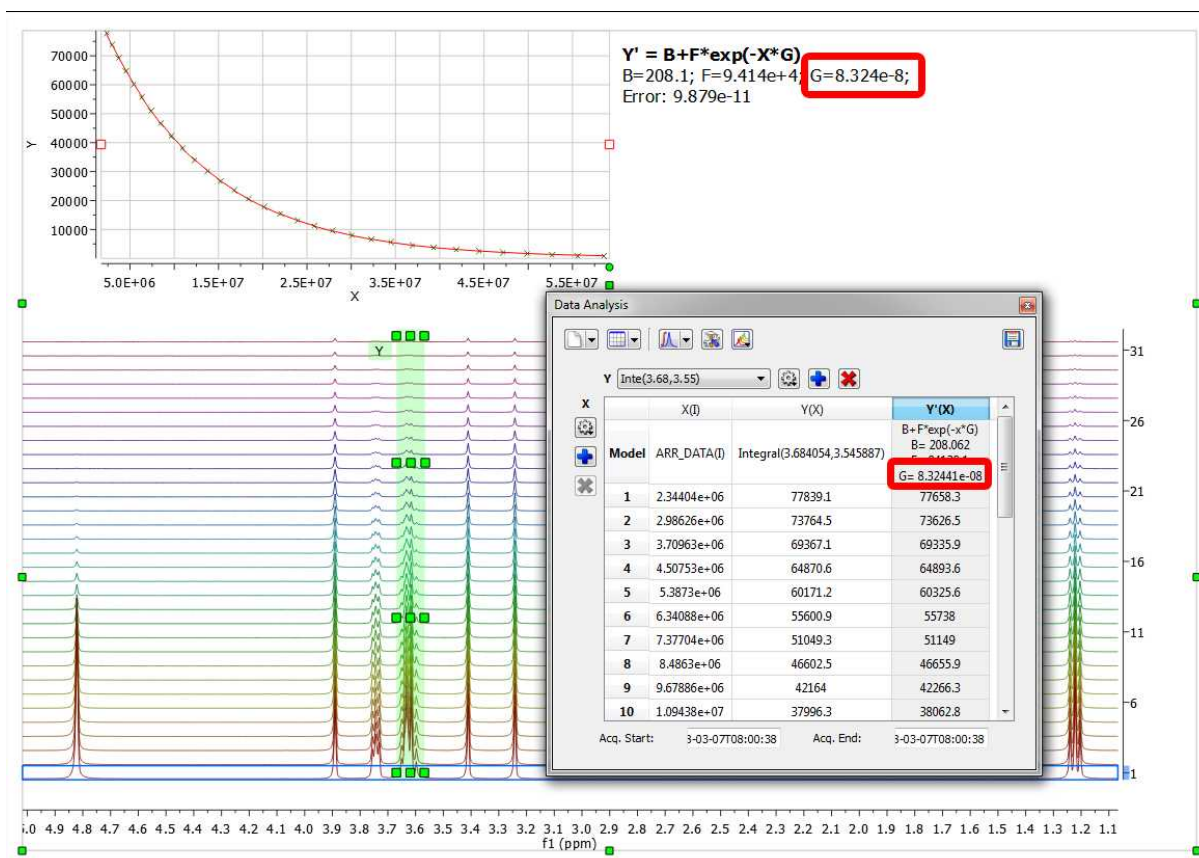 Y' = B+F*exp(-X*G)
B=208.1; F=9.414e+4; G=8.324e-8;
Error: 9.879e-11
70000
60000
50000
40000
30000
20000
10000
Y
5.0E+06 1.5E+07 2.5E+07 3.5E+07 4.5E+07 5.5E+07
X
Data Analysis
Y Inte(3.68,3.55)
X
X(I) Y(X) Y'(X)
Model ARR_DATA(I) Integral(3.684054,3.545887) B+F*exp(-x*G)
B= 208.062
G= 8.32441e-08
1 2.34404e+06 77839.1 77658.3
2 2.98626e+06 73764.5 73626.5
3 3.70963e+06 69367.1 69335.9
4 4.50753e+06 64870.6 64893.6
5 5.3873e+06 60171.2 60325.6
6 6.34088e+06 55600.9 55738
7 7.37704e+06 51049.3 51149
8 8.4863e+06 46602.5 46655.9
9 9.67886e+06 42164 42266.3
10 1.09438e+07 37996.3 38062.8
Acq. Start: 3-03-07T08:00:38 Acq. End: 3-03-07T08:00:38
Y
31
26
21
16
11
6
1
5.0 4.9 4.8 4.7 4.6 4.5 4.4 4.3 4.2 4.1 4.0 3.9 3.8 3.7 3.6 3.5 3.4 3.3 3.2 3.1 3.0 2.9 2.8 2.7 2.6 2.5 2.4 2.3 2.2 2.1 2.0 1.9 1.8 1.7 1.6 1.5 1.4 1.3 1.2 1.1
f1 (ppm)